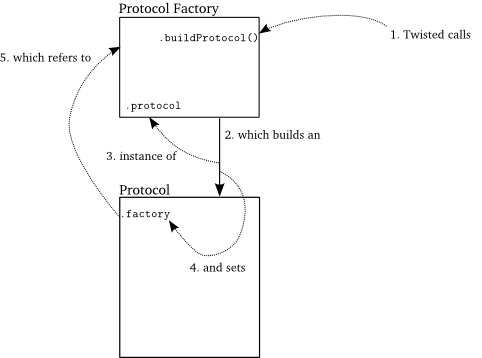 Protocol Factory
.buildProtocol()
1. Twisted calls
5. which refers to
.protocol
2. which builds an
3. instance of
Protocol
.factory
4. and sets